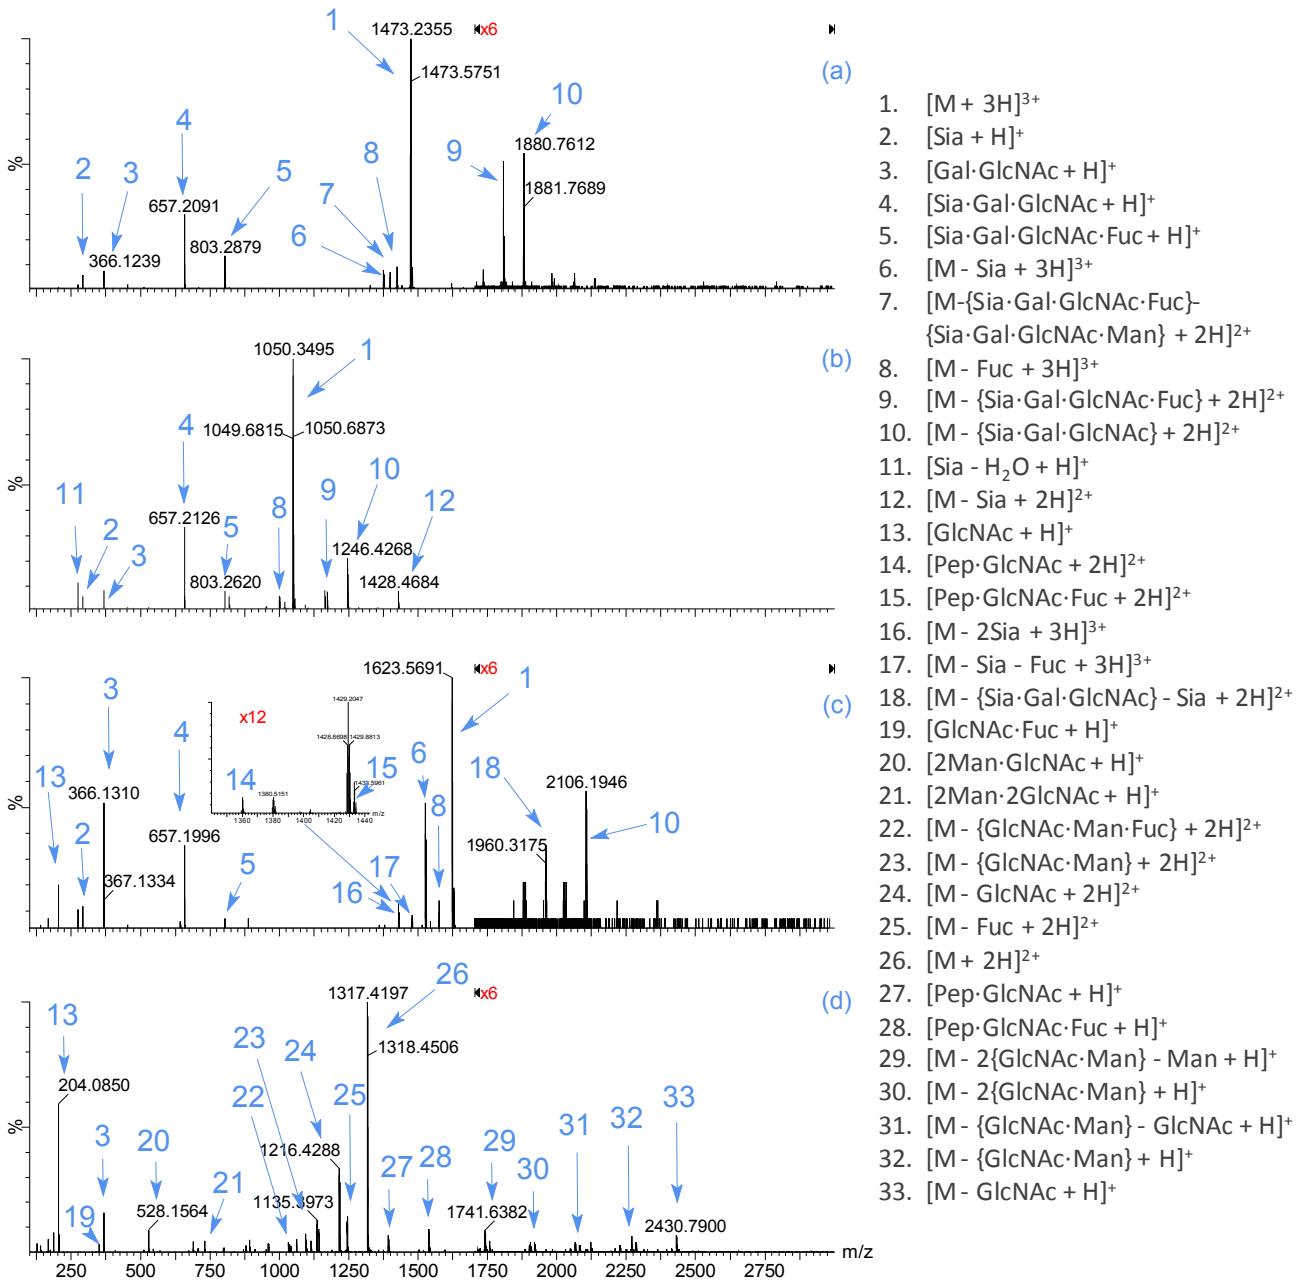 1
1473.2355
x6
(a)
1473.5751
10
4
8
9
1880.7612
2
3
5
7
1881.7689
657.2091
6
366.1239
803.2879
%
1050.3495
1
(b)
4
1049.6815
1050.6873
10
11
8
9
12
2
657.2126
5
3
1246.4268
803.2620
1428.4684
%
1623.5691
x6
1
3
(c)
x12
1429.2047
4
1428.8698
1429.8813
6
18
2106.1946
13
14
15
1380.5151
1433.5961
366.1310
8
10
2
657.1996
1360
1380
1400
1420
1440
m/z
1960.3175
367.1334
5
17
16
%
26
1317.4197
x6
(d)
13
23
24
1318.4506
204.0850
22
25
33
3
20
1216.4288
31
32
27
28
29
30
21
1135.3973
19
528.1564
1741.6382
2430.7900
%
m/z
250
500
750
1000
1250
1500
1750
2000
2250
2500
2750
1. [M + 3H]³⁺
2. [Sia + H]⁺
3. [Gal·GlcNAc + H]⁺
4. [Sia·Gal·GlcNAc + H]⁺
5. [Sia·Gal·GlcNAc·Fuc + H]⁺
6. [M - Sia + 3H]³⁺
7. [M-{Sia·Gal·GlcNAc·Fuc}-
{Sia·Gal·GlcNAc·Man} + 2H]²⁺
8. [M - Fuc + 3H]³⁺
9. [M - {Sia·Gal·GlcNAc·Fuc} + 2H]²⁺
10. [M - {Sia·Gal·GlcNAc} + 2H]²⁺
11. [Sia - H₂O + H]⁺
12. [M - Sia + 2H]²⁺
13. [GlcNAc + H]⁺
14. [Pep·GlcNAc + 2H]²⁺
15. [Pep·GlcNAc·Fuc + 2H]²⁺
16. [M - 2Sia + 3H]³⁺
17. [M - Sia - Fuc + 3H]³⁺
18. [M - {Sia·Gal·GlcNAc} - Sia + 2H]²⁺
19. [GlcNAc·Fuc + H]⁺
20. [2Man·GlcNAc + H]⁺
21. [2Man·2GlcNAc + H]⁺
22. [M - {GlcNAc·Man·Fuc} + 2H]²⁺
23. [M - {GlcNAc·Man} + 2H]²⁺
24. [M - GlcNAc + 2H]²⁺
25. [M - Fuc + 2H]²⁺
26. [M + 2H]²⁺
27. [Pep·GlcNAc + H]⁺
28. [Pep·GlcNAc·Fuc + H]⁺
29. [M - 2{GlcNAc·Man} - Man + H]⁺
30. [M - 2{GlcNAc·Man} + H]⁺
31. [M - {GlcNAc·Man} - GlcNAc + H]⁺
32. [M - {GlcNAc·Man} + H]⁺
33. [M - GlcNAc + H]⁺